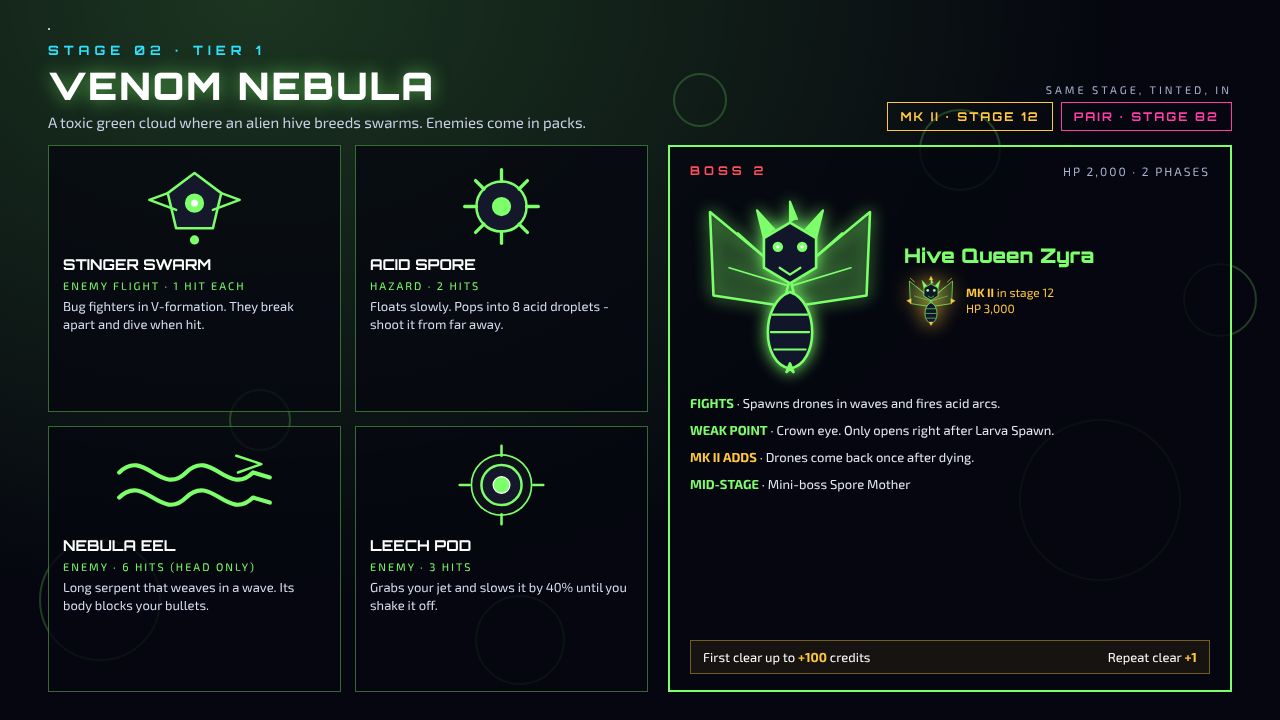 STAGE 02 · TIER 1
VENOM NEBULA
A toxic green cloud where an alien hive breeds swarms. Enemies come in packs.
SAME STAGE, TINTED, IN
MK II · STAGE 12
PAIR · STAGE B2
STINGER SWARM
ENEMY FLIGHT · 1 HIT EACH
Bug fighters in V-formation. They break
apart and dive when hit.
ACID SPORE
HAZARD · 2 HITS
Floats slowly. Pops into 8 acid droplets -
shoot it from far away.
NEBULA EEL
ENEMY · 6 HITS (HEAD ONLY)
Long serpent that weaves in a wave. Its
body blocks your bullets.
LEECH POD
ENEMY · 3 HITS
Grabs your jet and slows it by 40% until you
shake it off.
BOSS 2
HP 2,000 · 2 PHASES
Hive Queen Zyra
MK II in stage 12
HP 3,000
FIGHTS · Spawns drones in waves and fires acid arcs.
WEAK POINT · Crown eye. Only opens right after Larva Spawn.
MK II ADDS · Drones come back once after dying.
MID-STAGE · Mini-boss Spore Mother
First clear up to +100 credits
Repeat clear +1